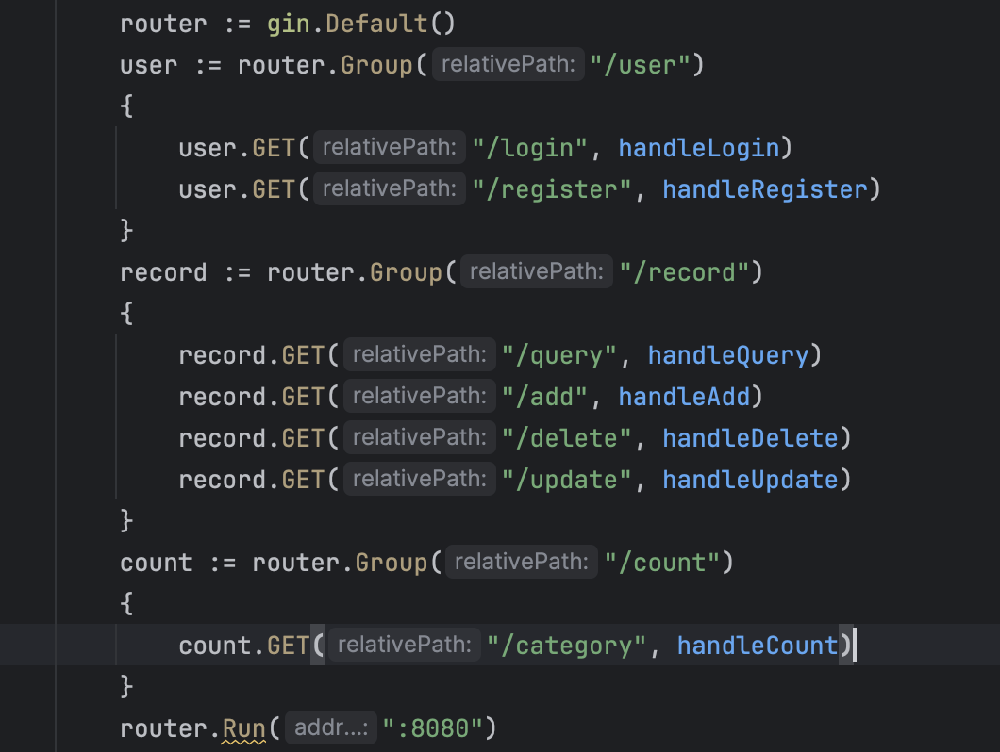 router := gin.Default()
user := router.Group( relativePath: "/user")
{
user.GET( relativePath: "/login", handleLogin)
user.GET( relativePath: "/register", handleRegister)
}
record := router.Group( relativePath: "/record")
{
record.GET( relativePath: "/query", handleQuery)
record.GET( relativePath: "/add", handleAdd)
record.GET( relativePath: "/delete", handleDelete)
record.GET( relativePath: "/update", handleUpdate)
}
count := router.Group( relativePath: "/count")
{
count.GET( relativePath: "/category", handleCount)
}
router.Run( addr...: ":8080")